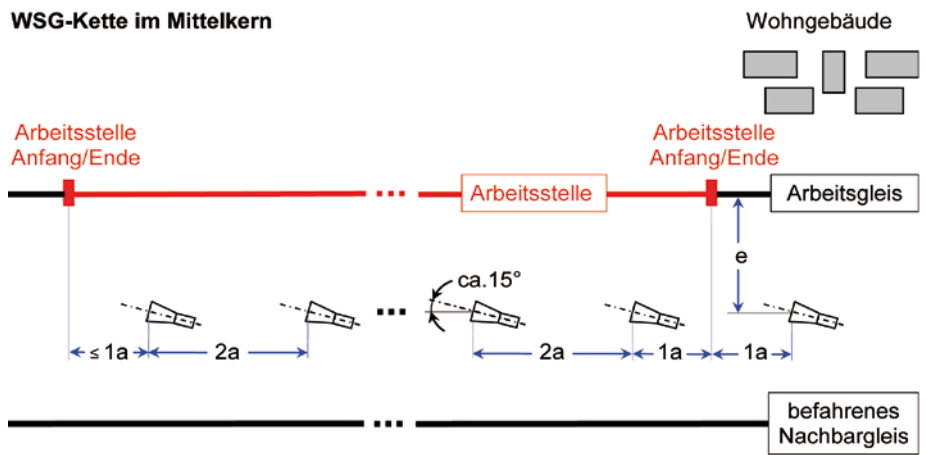 WSG-Kette im Mittelkern
Wohngebäude
Arbeitsstelle
Anfang/Ende
Arbeitsstelle
Anfang/Ende
Arbeitsstelle
Arbeitsgleis
e
ca.15°
≤ 1a
2a
2a
1a
1a
befahrenes
Nachbargleis